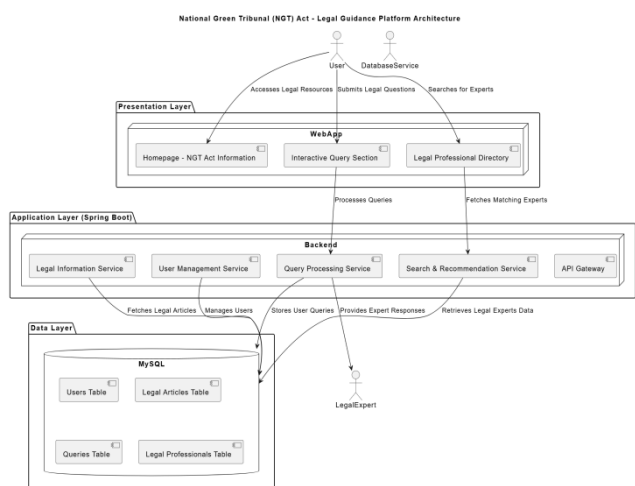 National Green Tribunal (NGT) Act - Legal Guidance Platform Architecture
User
DatabaseService
Accesses Legal Resources
Submits Legal Questions
Searches for Experts
Presentation Layer
WebApp
Homepage - NGT Act Information
Interactive Query Section
Legal Professional Directory
Processes Queries
Fetches Matching Experts
Application Layer (Spring Boot)
Backend
Legal Information Service
User Management Service
Query Processing Service
Search & Recommendation Service
API Gateway
Fetches Legal Articles
Manages Users
Stores User Queries
Provides Expert Responses
Retrieves Legal Experts Data
Data Layer
MySQL
Users Table
Legal Articles Table
Queries Table
Legal Professionals Table
LegalExpert